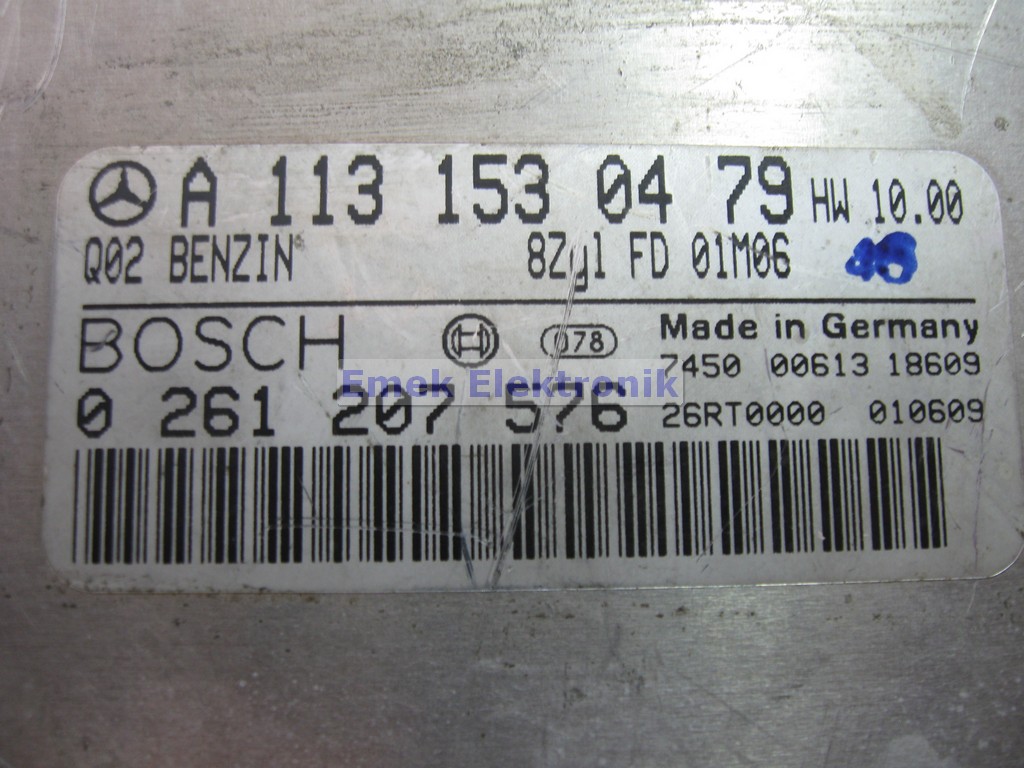 A 113 153 04 79 HW 10.00
Q02 BENZIN 8Zyl FD 01M06
BOSCH 078 Made in Germany
7450 00613 18609
Emek Elektronik
0 261 207 576 26RT0000 010609